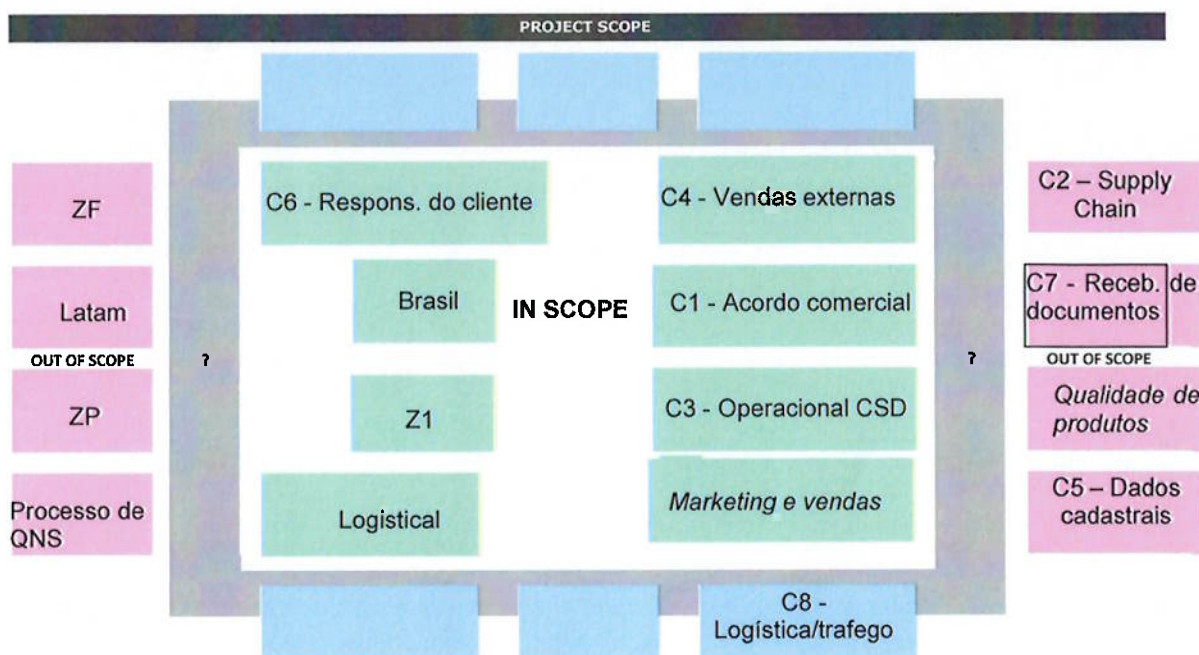 PROJECT SCOPE
ZF
C6 - Respons. do cliente
C4 - Vendas externas
C2 – Supply
Chain
Latam
Brasil
IN SCOPE
C1 - Acordo comercial
C7 - Receb. de
documentos
OUT OF SCOPE
?
?
OUT OF SCOPE
ZP
Z1
C3 - Operacional CSD
Qualidade de
produtos
Processo de
QNS
Logistical
Marketing e vendas
C5 – Dados
cadastrais
C8 -
Logística/trafego